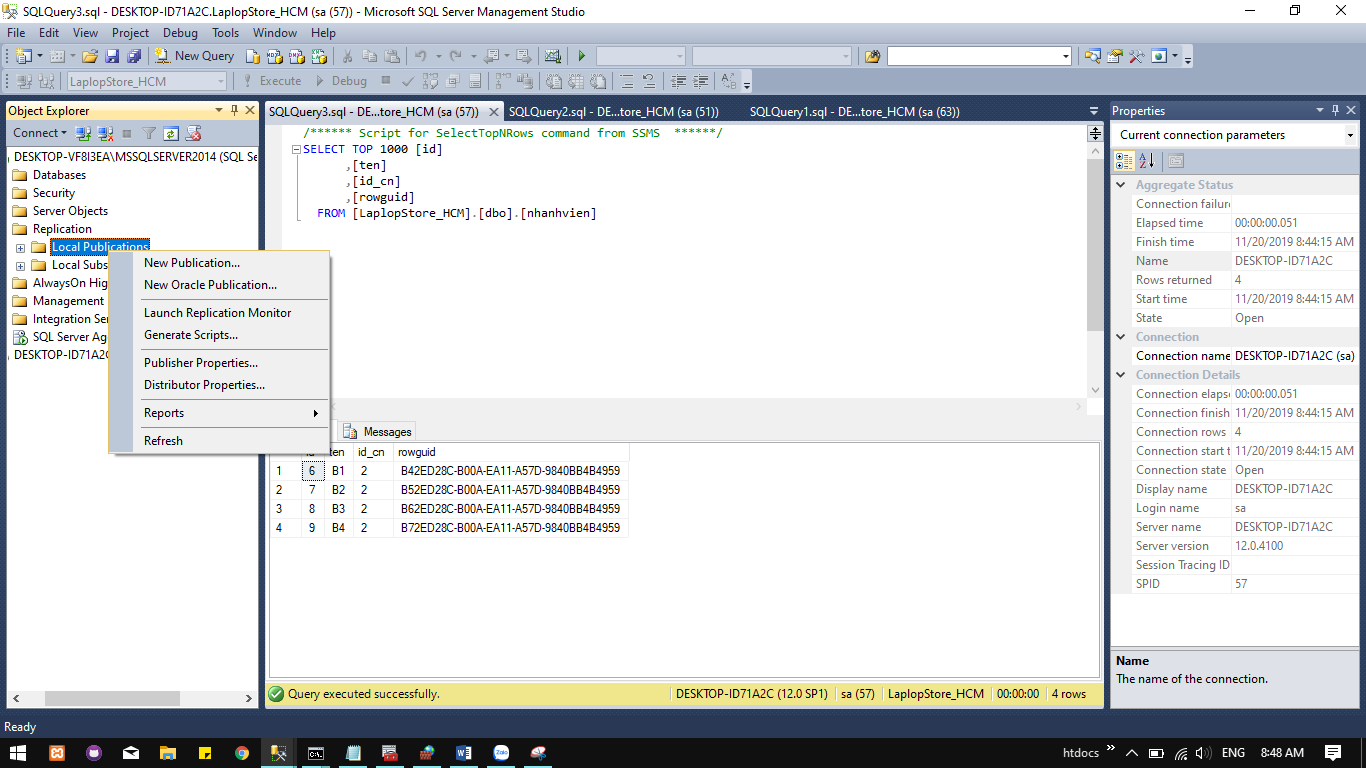 SQLQuery3.sql - DESKTOP-ID71A2C.LaplopStore_HCM (sa (57)) - Microsoft SQL Server Management Studio
File Edit View Project Debug Tools Window Help
New Query
LaplopStore_HCM Execute Debug
Object Explorer
Connect
DESKTOP-VF8I3EA\MSSQLSERVER2014 (SQL Se
Databases
Security
Server Objects
Replication
Local Publications
Local Subs
AlwaysOn Hig
Management
Integration Ser
SQL Server Ag
DESKTOP-ID71A2C
New Publication...
New Oracle Publication...
Launch Replication Monitor
Generate Scripts...
Publisher Properties...
Distributor Properties...
Reports
Refresh
SQLQuery3.sql - DE...tore_HCM (sa (57)) SQLQuery2.sql - DE...tore_HCM (sa (51)) SQLQuery1.sql - DE...tore_HCM (sa (63))
/****** Script for SelectTopNRows command from SSMS ******/
SELECT TOP 1000 [id]
,[ten]
,[id_cn]
,[rowguid]
FROM [LaplopStore_HCM].[dbo].[nhanhvien]
Messages
ten id_cn rowguid
1 6 B1 2 B42ED28C-B00A-EA11-A57D-9840BB4B4959
2 7 B2 2 B52ED28C-B00A-EA11-A57D-9840BB4B4959
3 8 B3 2 B62ED28C-B00A-EA11-A57D-9840BB4B4959
4 9 B4 2 B72ED28C-B00A-EA11-A57D-9840BB4B4959
Query executed successfully. DESKTOP-ID71A2C (12.0 SP1) sa (57) LaplopStore_HCM 00:00:00 4 rows
Properties
Current connection parameters
Aggregate Status
Connection failure
Elapsed time 00:00:00.051
Finish time 11/20/2019 8:44:15 AM
Name DESKTOP-ID71A2C
Rows returned 4
Start time 11/20/2019 8:44:15 AM
State Open
Connection
Connection name DESKTOP-ID71A2C (sa)
Connection Details
Connection elapse 00:00:00.051
Connection finish 11/20/2019 8:44:15 AM
Connection rows 4
Connection start t 11/20/2019 8:44:15 AM
Connection state Open
Display name DESKTOP-ID71A2C
Login name sa
Server name DESKTOP-ID71A2C
Server version 12.0.4100
Session Tracing ID
SPID 57
Name
The name of the connection.
Ready
htdocs ENG 8:48 AM